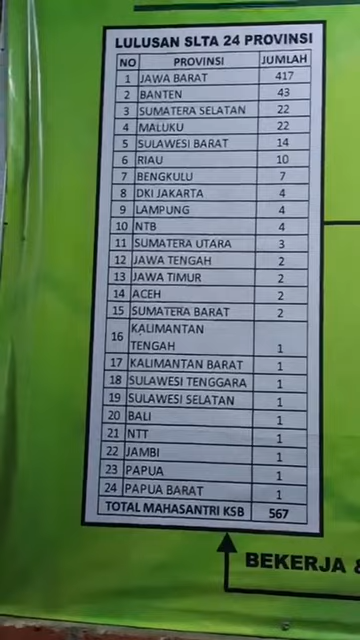 LULUSAN SLTA 24 PROVINSI
NO PROVINSI JUMLAH
1 JAWA BARAT 417
2 BANTEN 43
3 SUMATERA SELATAN 22
4 MALUKU 22
5 SULAWESI BARAT 14
6 RIAU 10
7 BENGKULU 7
8 DKI JAKARTA 4
9 LAMPUNG 4
10 NTB 4
11 SUMATERA UTARA 3
12 JAWA TENGAH 2
13 JAWA TIMUR 2
14 ACEH 2
15 SUMATERA BARAT 2
16 KALIMANTAN
TENGAH 1
17 KALIMANTAN BARAT 1
18 SULAWESI TENGGARA 1
19 SULAWESI SELATAN 1
20 BALI 1
21 NTT 1
22 JAMBI 1
23 PAPUA 1
24 PAPUA BARAT 1
TOTAL MAHASANTRI KSB 567
BEKERJA &